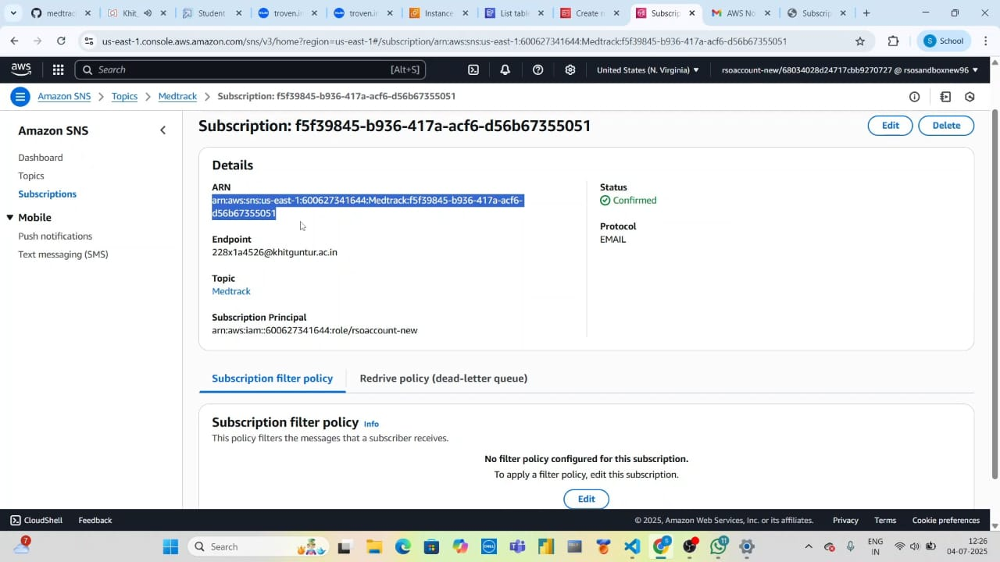 medtrac
Khit_
Student
troven.in
troven.in
Instance
List tabl
Create n
Subscrip
AWS No
Subscrip
us-east-1.console.aws.amazon.com/sns/v3/home?region=us-east-1#/subscription/arn:aws:sns:us-east-1:600627341644:Medtrack:f5f39845-b936-417a-acf6-d56b67355051
S School
aws
Search [Alt+S]
United States (N. Virginia)
rsoaccount-new/68034028d24717cbb9270727 @ rsosandboxnew96
Amazon SNS > Topics > Medtrack > Subscription: f5f39845-b936-417a-acf6-d56b67355051
Amazon SNS
Dashboard
Topics
Subscriptions
Mobile
Push notifications
Text messaging (SMS)
Subscription: f5f39845-b936-417a-acf6-d56b67355051
Edit
Delete
Details
ARN
arn:aws:sns:us-east-1:600627341644:Medtrack:f5f39845-b936-417a-acf6-
d56b67355051
Endpoint
228x1a4526@khitguntur.ac.in
Topic
Medtrack
Subscription Principal
arn:aws:iam::600627341644:role/rsoaccount-new
Status
Confirmed
Protocol
EMAIL
Subscription filter policy
Redrive policy (dead-letter queue)
Subscription filter policy Info
This policy filters the messages that a subscriber receives.
No filter policy configured for this subscription.
To apply a filter policy, edit this subscription.
Edit
CloudShell
Feedback
© 2025, Amazon Web Services, Inc. or its affiliates.
Privacy
Terms
Cookie preferences
7
Search
DELL
5
11
ENG
IN
12:26
04-07-2025